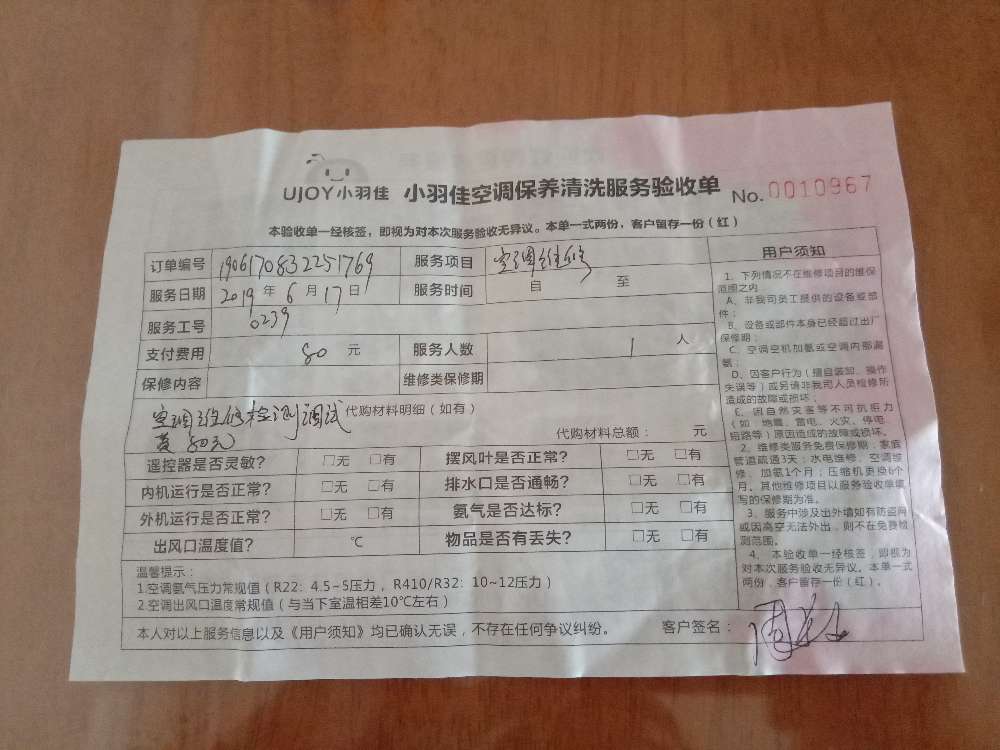 UJOY小羽佳 小羽佳空调保养清洗服务验收单 No.0010967
本验收单一经核签，即视为对本次服务验收无异议。本单一式两份，客户留存一份（红）
订单编号 1906170832251769 服务项目 空调维修
服务日期 2019 年 6 月 17 日 服务时间 自 至
服务工号 0239
支付费用 80 元 服务人数 1 人
保修内容 维修类保修期
空调维修检测调试 代购材料明细（如有）
费80元 代购材料总额： 元
遥控器是否灵敏？ □无 □有 摆风叶是否正常？ □无 □有
内机运行是否正常？ □无 □有 排水口是否通畅？ □无 □有
外机运行是否正常？ □无 □有 氨气是否达标？ □无 □有
出风口温度值？ ℃ 物品是否有丢失？ □无 □有
温馨提示：
1.空调氨气压力常规值（R22：4.5~5压力，R410/R32：10~12压力）
2.空调出风口温度常规值（与当下室温相差10℃左右）
本人对以上服务信息以及《用户须知》均已确认无误，不存在任何争议纠纷。 客户签名：
用户须知
1、下列情况不在维修项目的维保
范围之内
A、非我司员工提供的设备或部
件；
B、设备或部件本身已经超过出厂
保修期；
C、空调空机加氨或空调内部漏
氨；
D、因客户行为（擅自装卸、操作
失误等）或另请非我司人员检修所
造成的故障或损坏；
E、因自然灾害等不可抗拒力
（如 地震、雷电、火灾、停电
短路等）原因造成的故障或损坏。
2、维修类服务免费保修期：家庭
管道疏通3天，水电维修、空调维
修、加氨1个月，压缩机更换6个
月。其他维修项目以服务验收单填
写的保修期为准。
3、服务中涉及出外墙如有防盗网
或因高空无法外出，则不在免费检
测范围。
4、本验收单一经核签，即视为
对本次服务验收无异议。本单一式
两份，客户留存一份（红）。